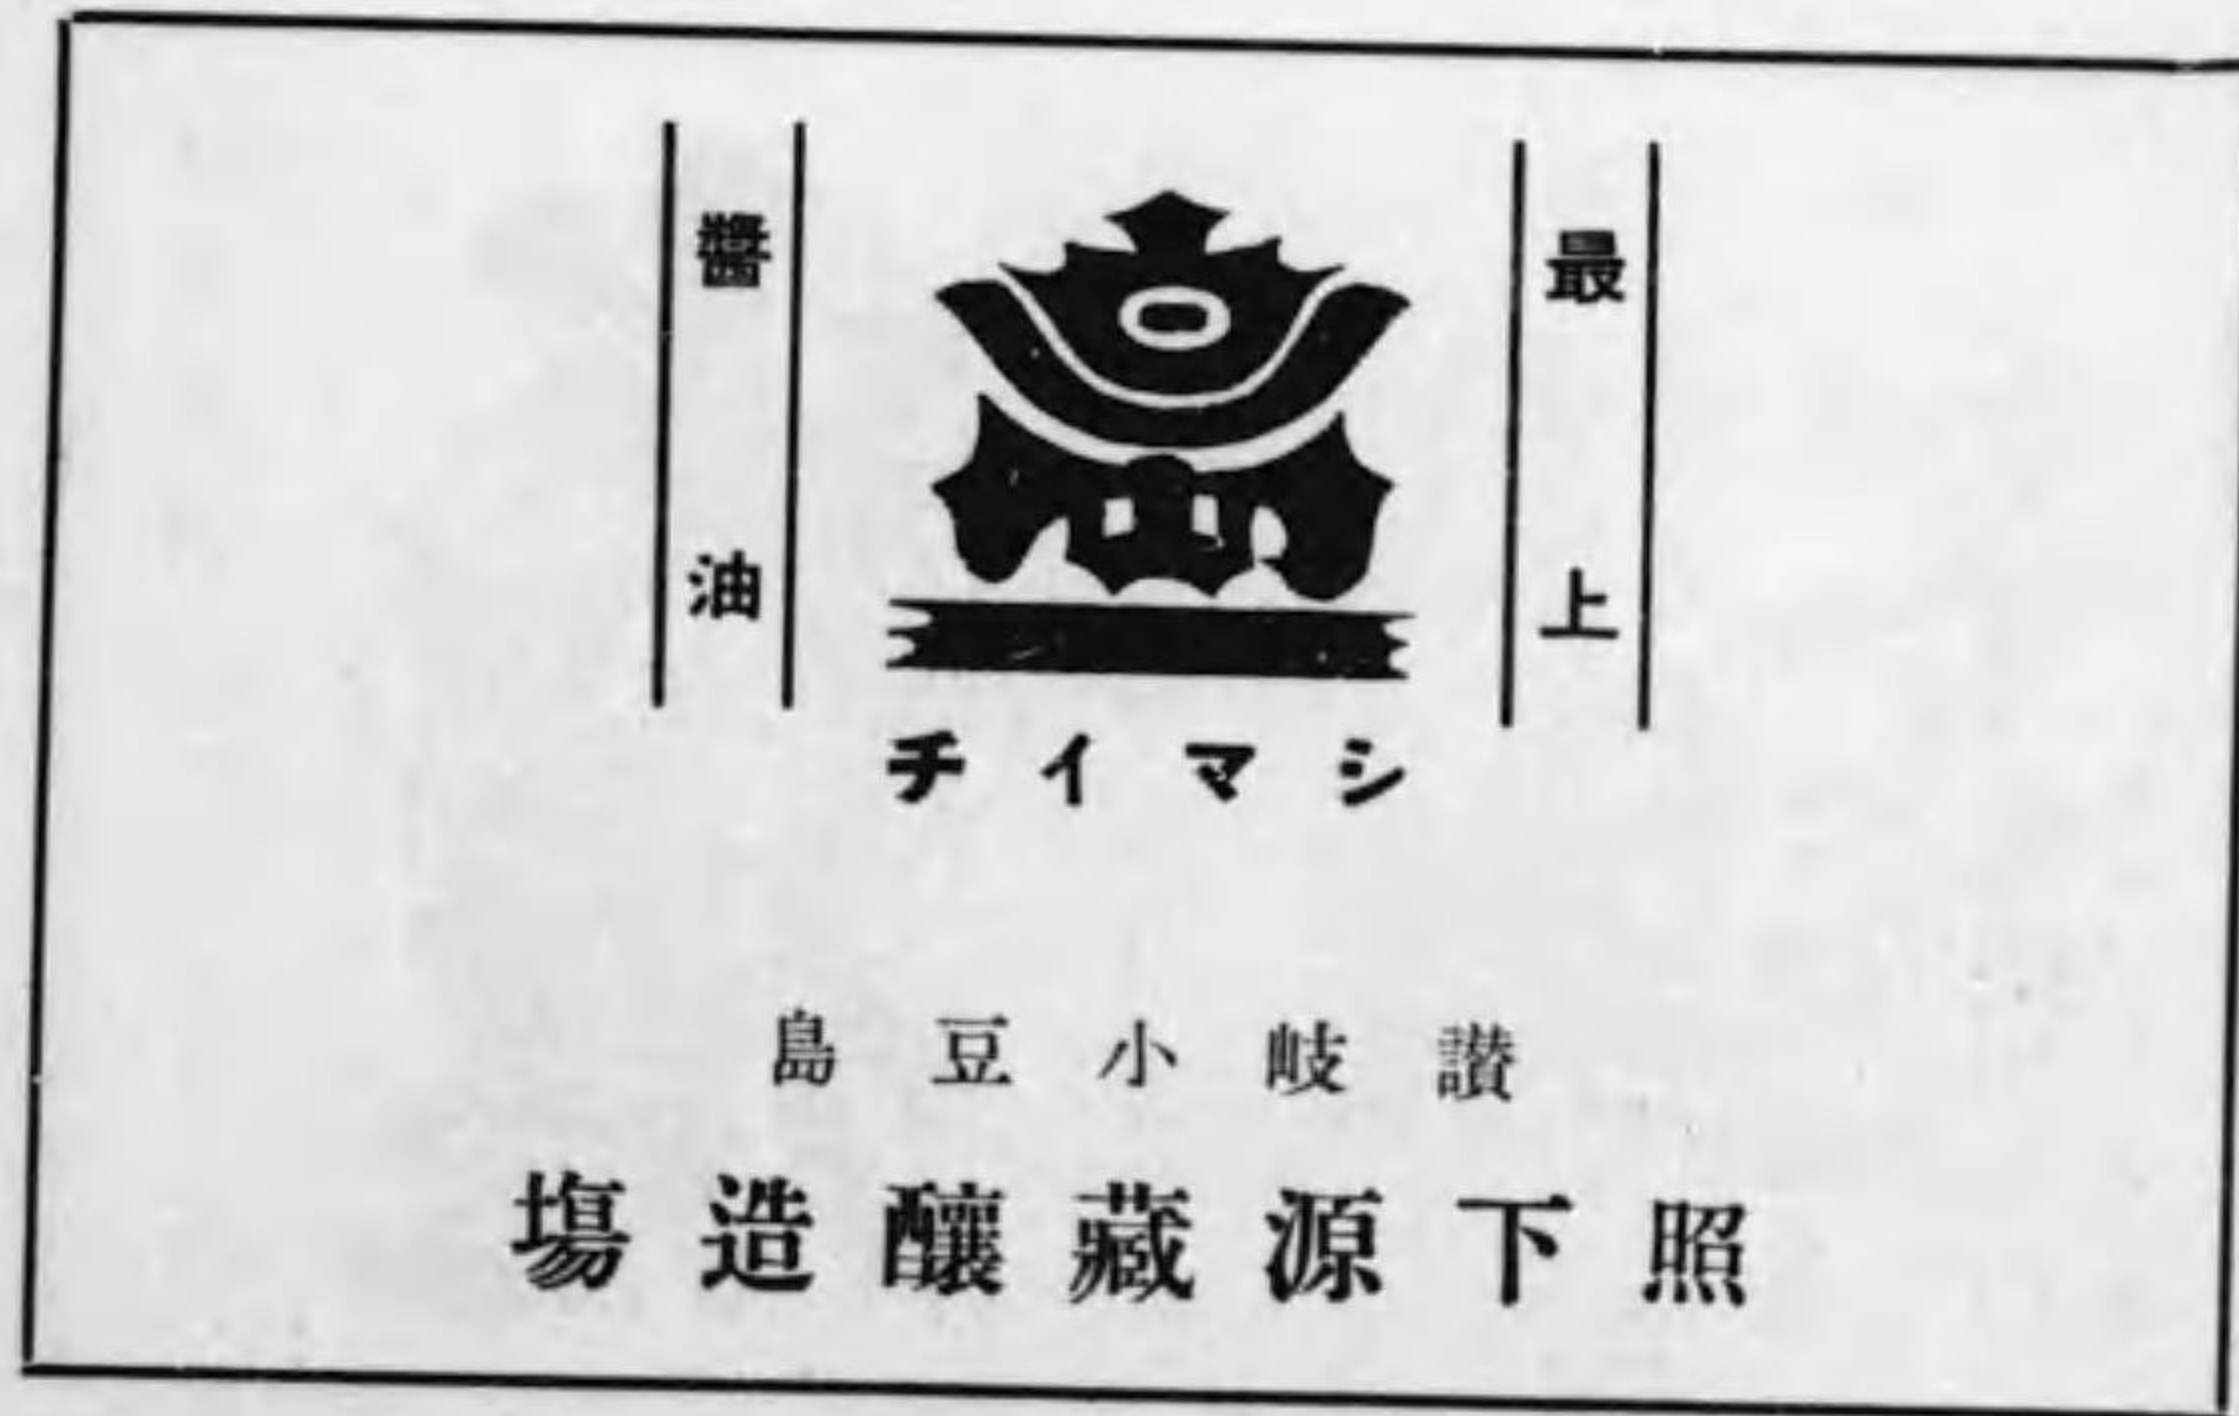 最上
醬油
シマイチ
讃岐小豆島
照下源藏釀造場